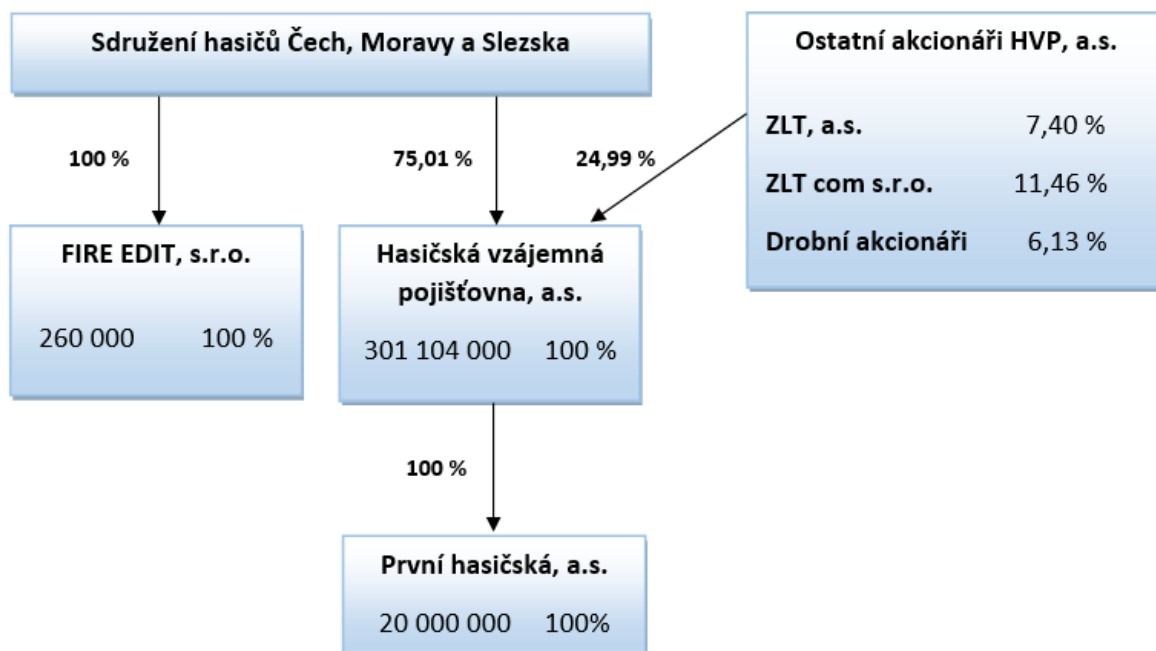 Sdružení hasičů Čech, Moravy a Slezska
Ostatní akcionáři HVP, a.s.
ZLT, a.s. 7,40 %
ZLT com s.r.o. 11,46 %
Drobní akcionáři 6,13 %
100 %
75,01 %
24,99 %
FIRE EDIT, s.r.o.
260 000 100 %
Hasičská vzájemná
pojišťovna, a.s.
301 104 000 100 %
100 %
První hasičská, a.s.
20 000 000 100%